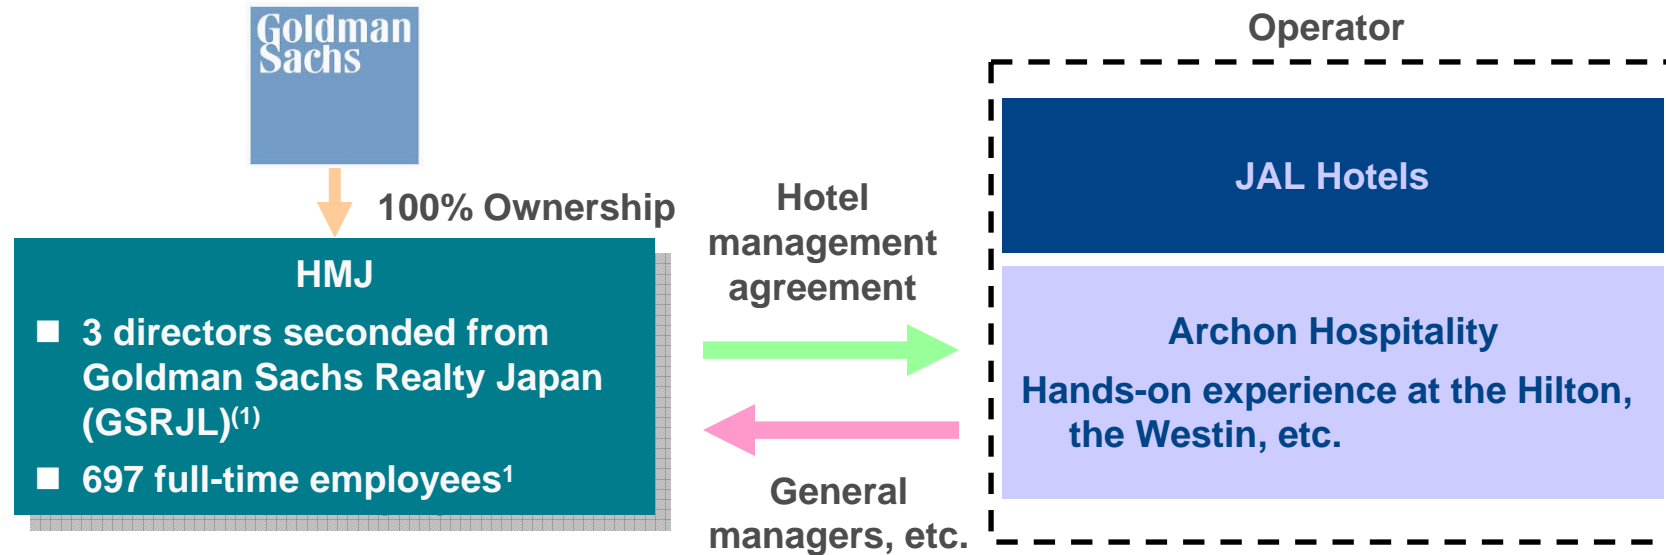 Goldman
Sachs
100% Ownership
HMJ
■ 3 directors seconded from
Goldman Sachs Realty Japan
(GSRJL)(1)
■ 697 full-time employees1
Hotel
management
agreement
General
managers, etc.
Operator
JAL Hotels
Archon Hospitality
Hands-on experience at the Hilton,
the Westin, etc.